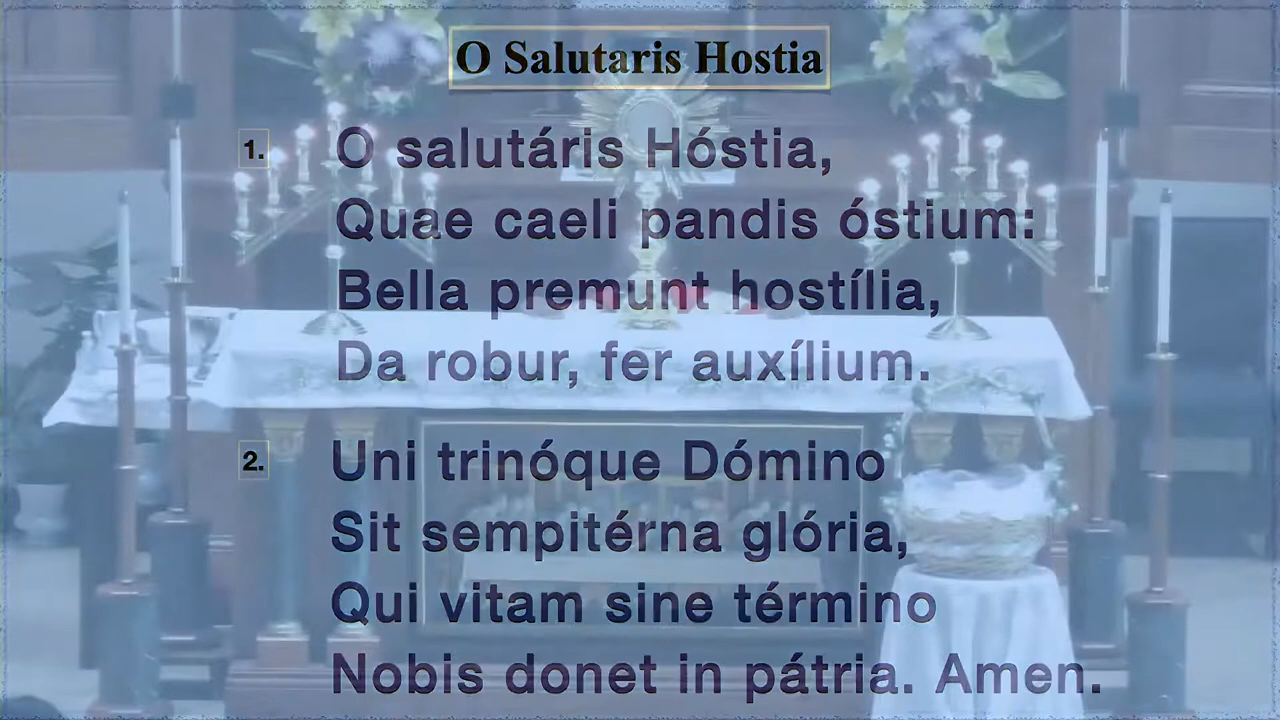 O Salutaris Hostia
1. O salutáris Hóstia,
Quae caeli pandis óstium:
Bella premunt hostília,
Da robur, fer auxílium.
2. Uni trinóque Dómino
Sit sempitérna glória,
Qui vitam sine término
Nobis donet in pátria. Amen.